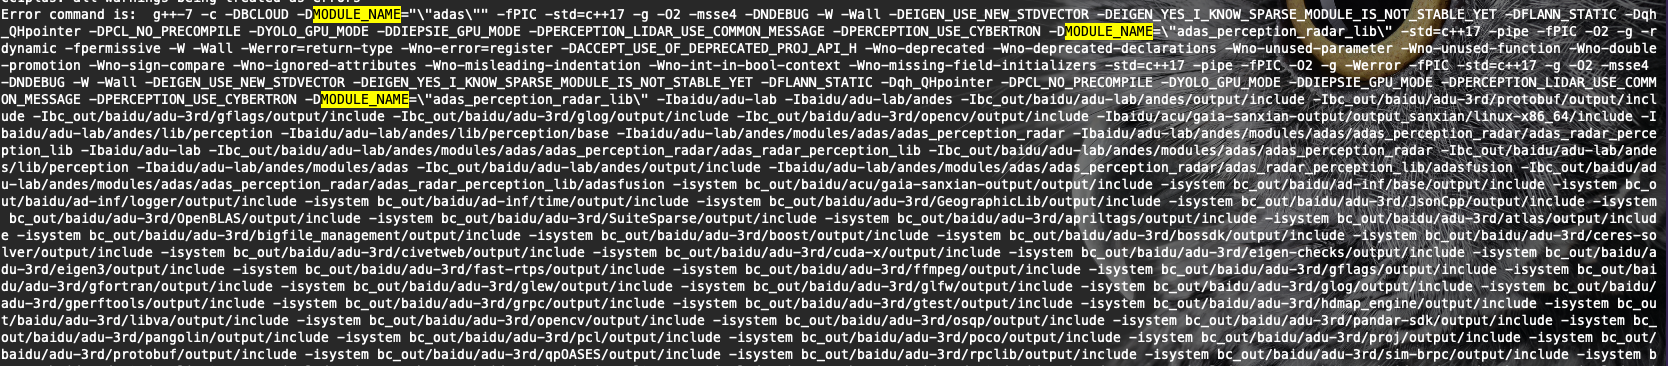 Error command is:  g++-7 -c -DBCLOUD -DMODULE_NAME="\"adas\"" -fPIC -std=c++17 -g -O2 -msse4 -DNDEBUG -W -Wall -DEIGEN_USE_NEW_STDVECTOR -DEIGEN_YES_I_KNOW_SPARSE_MODULE_IS_NOT_STABLE_YET -DFLANN_STATIC -Dqh
_QHpointer -DPCL_NO_PRECOMPILE -DYOLO_GPU_MODE -DDIEPSIE_GPU_MODE -DPERCEPTION_LIDAR_USE_COMMON_MESSAGE -DPERCEPTION_USE_CYBERTRON -DMODULE_NAME=\"adas_perception_radar_lib\" -std=c++17 -pipe -fPIC -O2 -g -r
dynamic -fpermissive -W -Wall -Werror=return-type -Wno-error=register -DACCEPT_USE_OF_DEPRECATED_PROJ_API_H -Wno-deprecated -Wno-deprecated-declarations -Wno-unused-parameter -Wno-unused-function -Wno-double
-promotion -Wno-sign-compare -Wno-ignored-attributes -Wno-misleading-indentation -Wno-int-in-bool-context -Wno-missing-field-initializers -std=c++17 -pipe -fPIC -O2 -g -Werror -fPIC -std=c++17 -g -O2 -msse4
-DNDEBUG -W -Wall -DEIGEN_USE_NEW_STDVECTOR -DEIGEN_YES_I_KNOW_SPARSE_MODULE_IS_NOT_STABLE_YET -DFLANN_STATIC -Dqh_QHpointer -DPCL_NO_PRECOMPILE -DYOLO_GPU_MODE -DDIEPSIE_GPU_MODE -DPERCEPTION_LIDAR_USE_COMM
ON_MESSAGE -DPERCEPTION_USE_CYBERTRON -DMODULE_NAME=\"adas_perception_radar_lib\" -Ibaidu/adu-lab -Ibaidu/adu-lab/andes -Ibc_out/baidu/adu-lab/andes/output/include -Ibc_out/baidu/adu-3rd/protobuf/output/incl
ude -Ibc_out/baidu/adu-3rd/gflags/output/include -Ibc_out/baidu/adu-3rd/glog/output/include -Ibc_out/baidu/adu-3rd/opencv/output/include -Ibaidu/acu/gaia-sanxian-output/output_sanxian/linux-x86_64/include -I
baidu/adu-lab/andes/lib/perception -Ibaidu/adu-lab/andes/lib/perception/base -Ibaidu/adu-lab/andes/modules/adas/adas_perception_radar -Ibaidu/adu-lab/andes/modules/adas/adas_perception_radar/adas_radar_perce
ption_lib -Ibaidu/adu-lab -Ibc_out/baidu/adu-lab/andes/modules/adas/adas_perception_radar/adas_radar_perception_lib -Ibc_out/baidu/adu-lab/andes/modules/adas/adas_perception_radar -Ibc_out/baidu/adu-lab/ande
s/lib/perception -Ibaidu/adu-lab/andes/modules/adas -Ibc_out/baidu/adu-lab/andes/output/include -Ibaidu/adu-lab/andes/modules/adas/adas_perception_radar/adas_radar_perception_lib/adasfusion -Ibc_out/baidu/ad
u-lab/andes/modules/adas/adas_perception_radar/adas_radar_perception_lib/adasfusion -isystem bc_out/baidu/acu/gaia-sanxian-output/output/include -isystem bc_out/baidu/ad-inf/base/output/include -isystem bc_o
ut/baidu/ad-inf/logger/output/include -isystem bc_out/baidu/ad-inf/time/output/include -isystem bc_out/baidu/adu-3rd/GeographicLib/output/include -isystem bc_out/baidu/adu-3rd/JsonCpp/output/include -isystem
bc_out/baidu/adu-3rd/OpenBLAS/output/include -isystem bc_out/baidu/adu-3rd/SuiteSparse/output/include -isystem bc_out/baidu/adu-3rd/apriltags/output/include -isystem bc_out/baidu/adu-3rd/atlas/output/includ
e -isystem bc_out/baidu/adu-3rd/bigfile_management/output/include -isystem bc_out/baidu/adu-3rd/boost/output/include -isystem bc_out/baidu/adu-3rd/bossdk/output/include -isystem bc_out/baidu/adu-3rd/ceres-so
lver/output/include -isystem bc_out/baidu/adu-3rd/civetweb/output/include -isystem bc_out/baidu/adu-3rd/cuda-x/output/include -isystem bc_out/baidu/adu-3rd/eigen-checks/output/include -isystem bc_out/baidu/a
du-3rd/eigen3/output/include -isystem bc_out/baidu/adu-3rd/fast-rtps/output/include -isystem bc_out/baidu/adu-3rd/ffmpeg/output/include -isystem bc_out/baidu/adu-3rd/gflags/output/include -isystem bc_out/bai
du/adu-3rd/gfortran/output/include -isystem bc_out/baidu/adu-3rd/glew/output/include -isystem bc_out/baidu/adu-3rd/glfw/output/include -isystem bc_out/baidu/adu-3rd/glog/output/include -isystem bc_out/baidu/
adu-3rd/gperftools/output/include -isystem bc_out/baidu/adu-3rd/grpc/output/include -isystem bc_out/baidu/adu-3rd/gtest/output/include -isystem bc_out/baidu/adu-3rd/hdmap_engine/output/include -isystem bc_ou
t/baidu/adu-3rd/libva/output/include -isystem bc_out/baidu/adu-3rd/opencv/output/include -isystem bc_out/baidu/adu-3rd/osqp/output/include -isystem bc_out/baidu/adu-3rd/pandar-sdk/output/include -isystem bc_
out/baidu/adu-3rd/pangolin/output/include -isystem bc_out/baidu/adu-3rd/pcl/output/include -isystem bc_out/baidu/adu-3rd/poco/output/include -isystem bc_out/baidu/adu-3rd/proj/output/include -isystem bc_out/
baidu/adu-3rd/protobuf/output/include -isystem bc_out/baidu/adu-3rd/qpOASES/output/include -isystem bc_out/baidu/adu-3rd/rpclib/output/include -isystem bc_out/baidu/adu-3rd/sim-brpc/output/include -isystem b